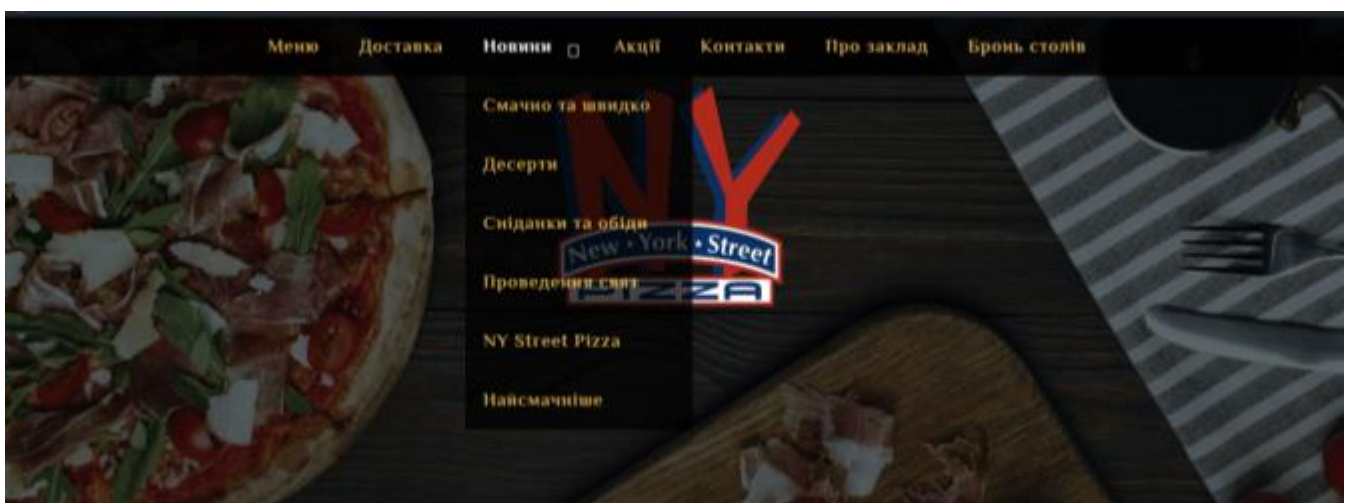 Меню Доставка Новини Акції Контакти Про заклад Бронь столів
Смачно та швидко
Десерти
Сніданки та обіди
Проведення свят
NY Street Pizza
Найсмачніше
NY
New • York • Street
PIZZA